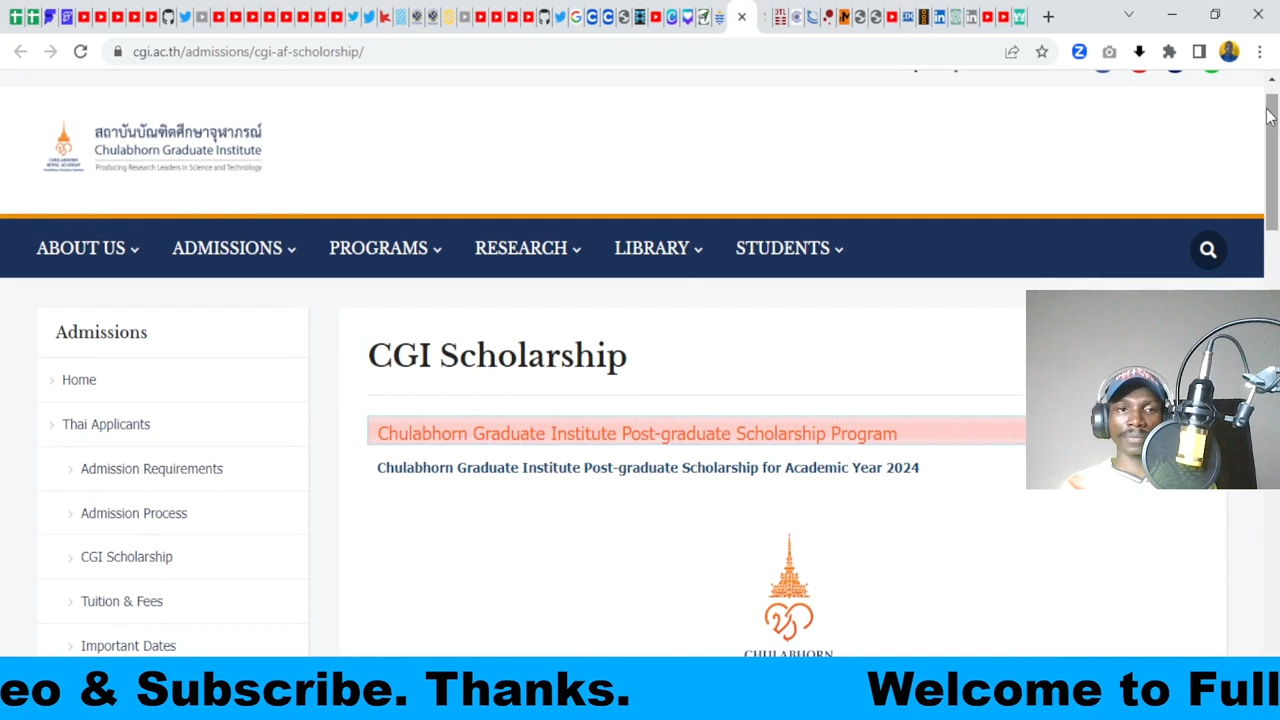 cgi.ac.th/admissions/cgi-af-scholorship/
สถาบันบัณฑิตศึกษาจุฬาภรณ์
Chulabhorn Graduate Institute
Producing Research Leaders in Science and Technology
CHULABHORN
ROYAL ACADEMY
ABOUT US
ADMISSIONS
PROGRAMS
RESEARCH
LIBRARY
STUDENTS
Admissions
Home
Thai Applicants
Admission Requirements
Admission Process
CGI Scholarship
Tuition & Fees
Important Dates
CGI Scholarship
Chulabhorn Graduate Institute Post-graduate Scholarship Program
Chulabhorn Graduate Institute Post-graduate Scholarship for Academic Year 2024
CHULABHORN
eo & Subscribe. Thanks. Welcome to Full